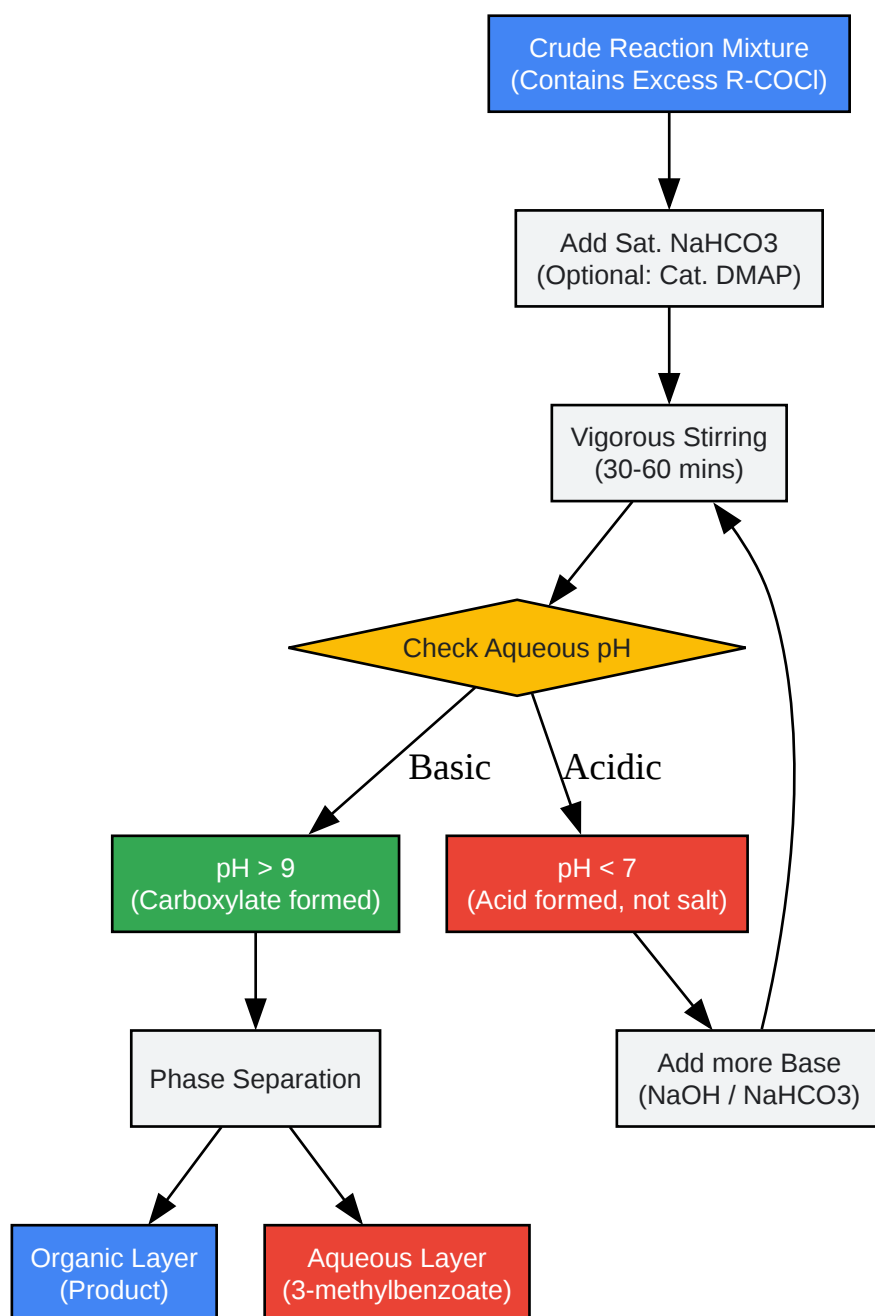 Crude Reaction Mixture
(Contains Excess R-COCl)
Add Sat. NaHCO3
(Optional: Cat. DMAP)
Vigorous Stirring
(30-60 mins)
Check Aqueous pH
Basic
Acidic
pH > 9
(Carboxylate formed)
pH < 7
(Acid formed, not salt)
Phase Separation
Add more Base
(NaOH / NaHCO3)
Organic Layer
(Product)
Aqueous Layer
(3-methylbenzoate)